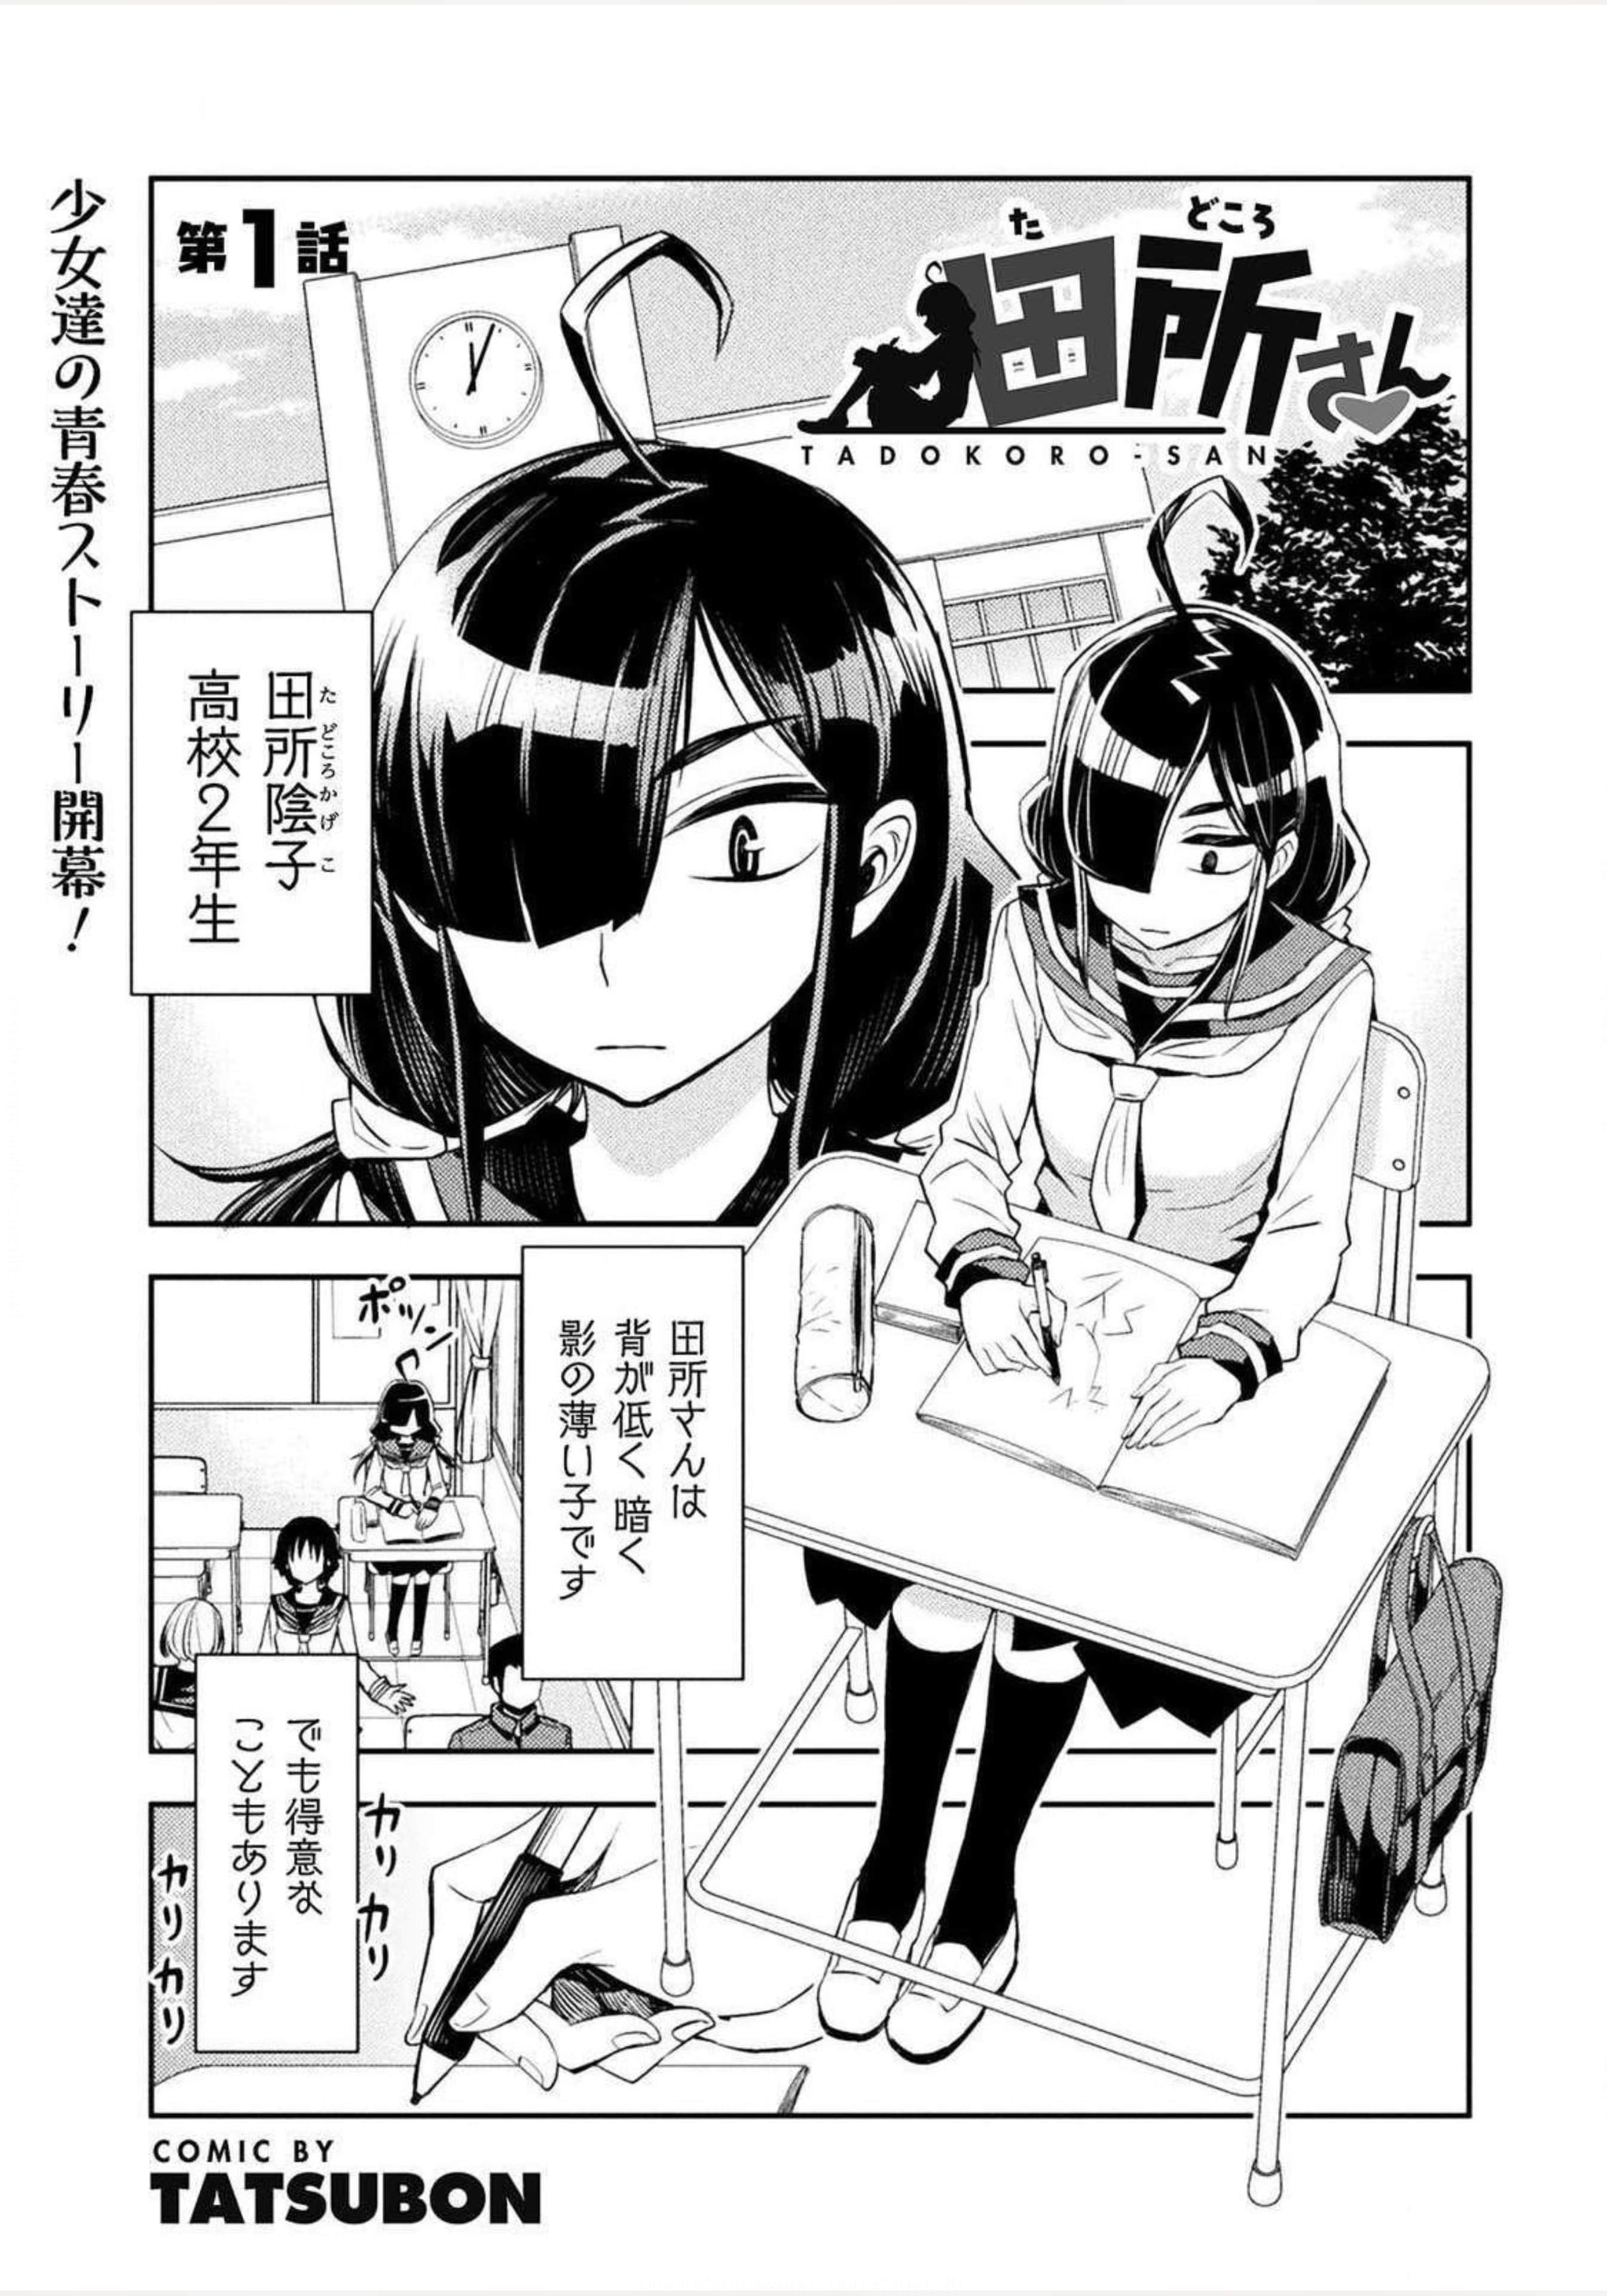 少女達の青春ストーリー開幕！
第1話
た どころ
田所さん
TADOKORO-SAN
た どころ かげ こ
田所陰子
高校2年生
田所さんは
背が低く 暗く
影の薄い子です
ポツン
でも得意な
こともあります
カリカリ
カリカリ
COMIC BY
TATSUBON